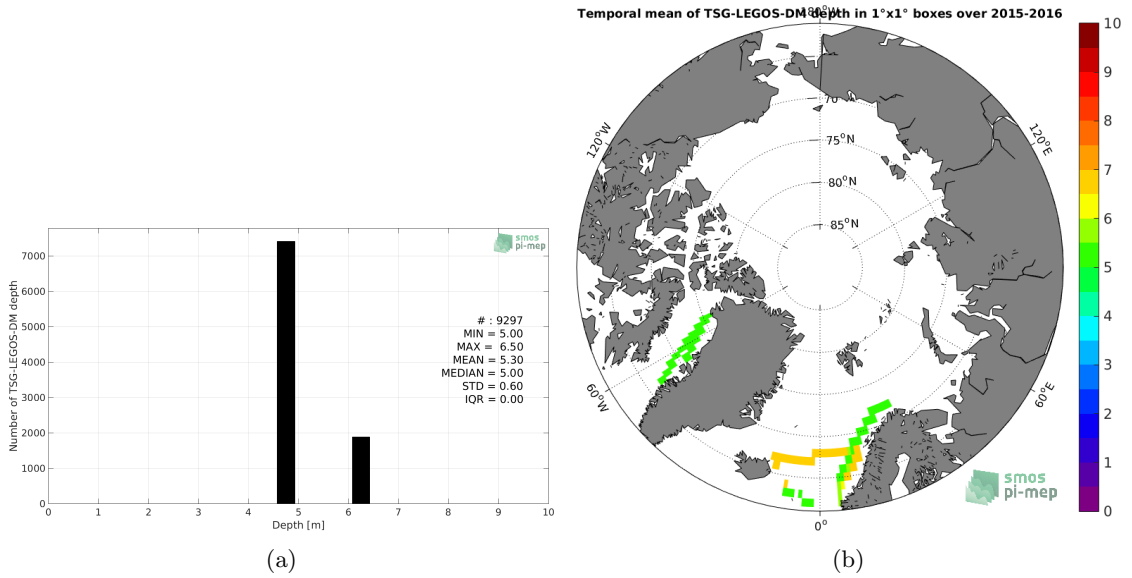 Temporal mean of TSG-LEGOS-DM depth in 1°x1° boxes over 2015-2016
180°W
120°W
120°E
60°W
60°E
0°
70
75°N
80°N
85°N
10
9
8
7
6
5
4
3
2
1
0
smos
pi-mep
(b)
Number of TSG-LEGOS-DM depth
7000
6000
5000
4000
3000
2000
1000
0
0 1 2 3 4 5 6 7 8 9 10
Depth [m]
smos
pi-mep
# : 9297
MIN = 5.00
MAX = 6.50
MEAN = 5.30
MEDIAN = 5.00
STD = 0.60
IQR = 0.00
(a)